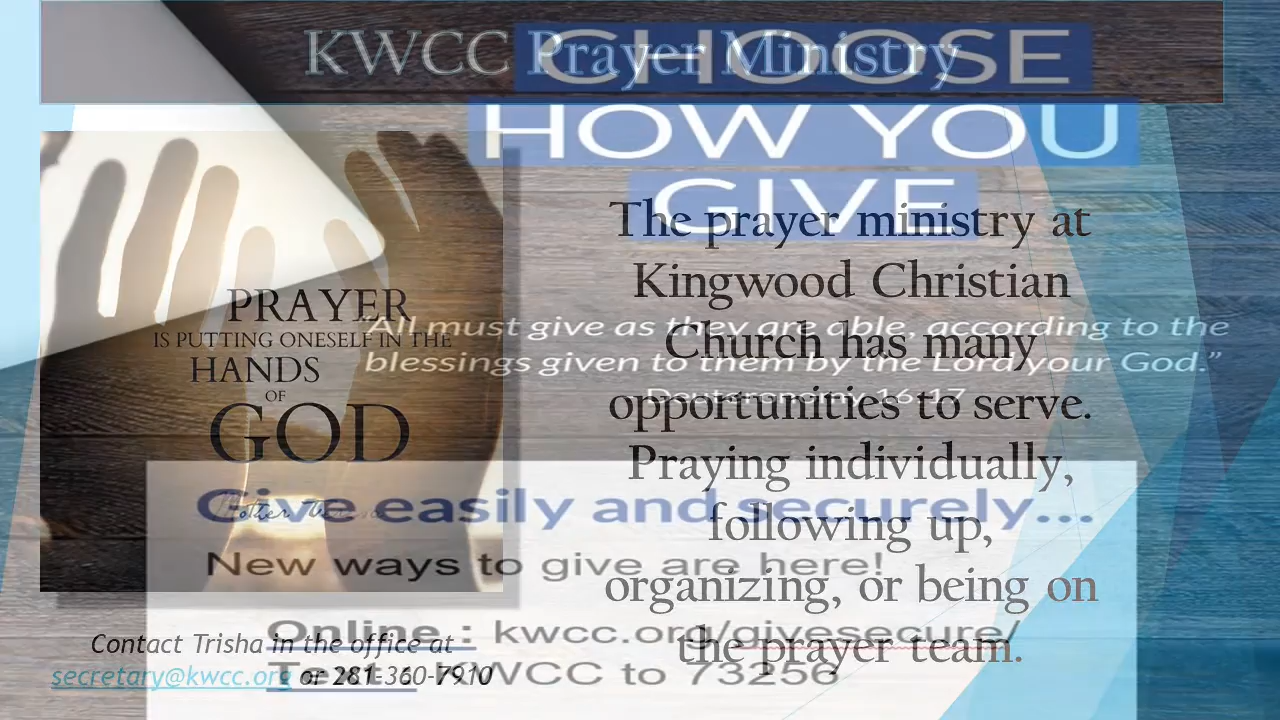 KWCC Prayer Ministry
CHOOSE
HOW YOU
GIVE
PRAYER
IS PUTTING ONESELF IN THE
HANDS
OF
GOD
Mother
The prayer ministry at
Kingwood Christian
Church has many
opportunities to serve.
Praying individually,
following up,
organizing, or being on
the prayer team.
"All must give as they are able, according to the
blessings given to them by the Lord your God."
Deuteronomy 16:17
Give easily and securely...
New ways to give are here!
Online : kwcc.org/givesecure/
Text : KWCC to 73256
Contact Trisha in the office at
secretary@kwcc.org or 281-360-7910